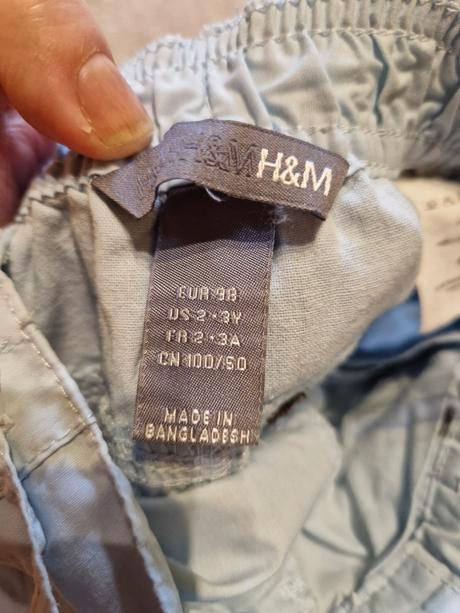 H&M H&M
EUR 98
US 2-3Y
FR 2-3A
CN 100/50
MADE IN
BANGLADESH